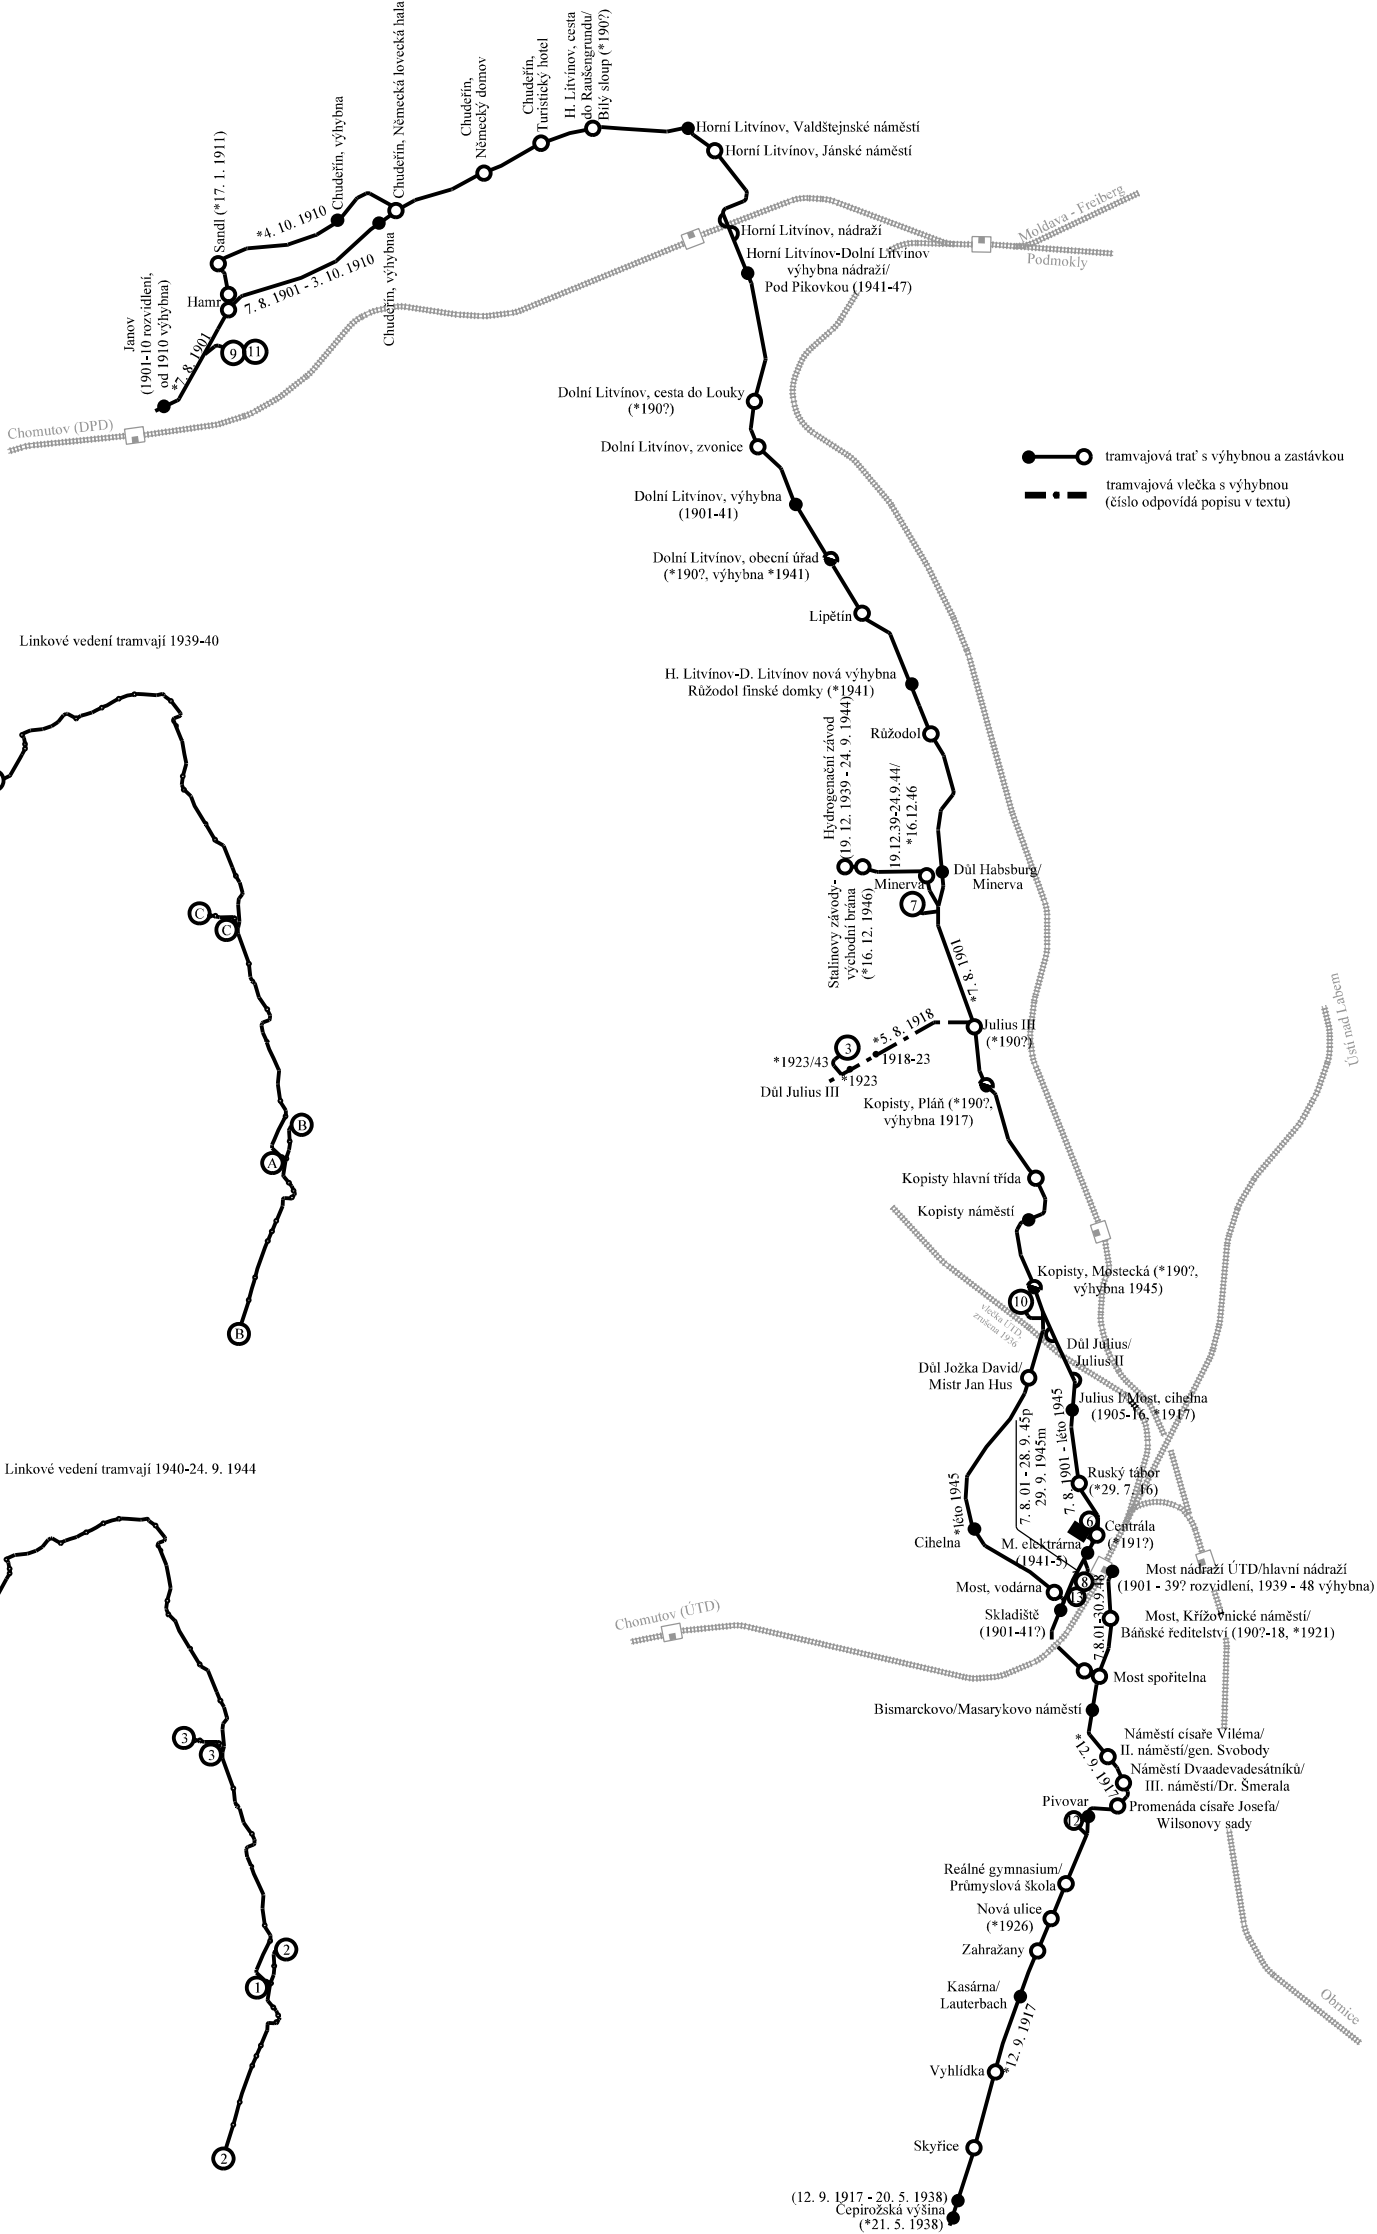 Sandl (*17. 1. 1911)
Chudeřín, výhybna
Chudeřín, Německá lovecká hala
Chudeřín,
Německý domov
Chudeřín,
Turistický hotel
H. Litvínov, cesta
do Raušengrundu/
Bílý sloup (*190?)
Horní Litvínov, Valdštejnské náměstí
Horní Litvínov, Jánské náměstí
*4. 10. 1910
7. 8. 1901 - 3. 10. 1910
Chudeřín, výhybna
Hamr
Janov
(1901-10 rozvidlení,
od 1910 výhybna)
*7. 8. 1901
9
11
Chomutov (DPD)
Horní Litvínov, nádraží
Moldava - Freiberg
Podmokly
Horní Litvínov-Dolní Litvínov
výhybna nádraží/
Pod Pikovkou (1941-47)
Dolní Litvínov, cesta do Louky
(*190?)
Dolní Litvínov, zvonice
tramvajová trať s výhybnou a zastávkou
tramvajová vlečka s výhybnou
(číslo odpovídá popisu v textu)
Dolní Litvínov, výhybna
(1901-41)
Dolní Litvínov, obecní úřad
(*190?, výhybna *1941)
Lipětín
Linkové vedení tramvají 1939-40
C
C
B
A
B
H. Litvínov-D. Litvínov nová výhybna
Růžodol finské domky (*1941)
Růžodol
Hydrogenační závod
(19. 12. 1939 - 24. 9. 1944)
19.12.39-24.9.44/
*16.12.46
Důl Habsburg/
Minerva
Minerva
7
Stalinovy závody-
východní brána
(*16. 12. 1946)
*7. 8. 1901
Julius III
(*190?)
*5. 8. 1918
3
*1923/43
1918-23
*1923
Důl Julius III
Kopisty, Pláň (*190?,
výhybna 1917)
Ústí nad Labem
Kopisty hlavní třída
Kopisty náměstí
Kopisty, Mostecká (*190?,
výhybna 1945)
10
vlečka ÚTD,
zrušena 1936
Důl Julius/
Julius II
Důl Jožka David/
Mistr Jan Hus
Julius I/Most, cihelna
(1905-16, *1917)
7. 8. 1901 - léto 1945
7. 8. 01 - 28. 9. 45p
29. 9. 1945m
Ruský tábor
(*29. 7. 16)
*léto 1945
6
Centrála
(*191?)
Cihelna
M. elektrárna
(1941-5)
8
13
Most nádraží ÚTD/hlavní nádraží
(1901 - 39? rozvidlení, 1939 - 48 výhybna)
Most, vodárna
Skladiště
(1901-41?)
7.8.01-30.9.48
Most, Křížovnické náměstí/
Báňské ředitelství (190?-18, *1921)
Chomutov (ÚTD)
Most spořitelna
Bismarckovo/Masarykovo náměstí
Náměstí císaře Viléma/
II. náměstí/gen. Svobody
*12. 9. 1917
Náměstí Dvaadevadesátníků/
III. náměstí/Dr. Šmerala
Pivovar
12
Promenáda císaře Josefa/
Wilsonovy sady
Reálné gymnasium/
Průmyslová škola
Nová ulice
(*1926)
Zahražany
Kasárna/
Lauterbach
*12. 9. 1917
Vyhlídka
Obrnice
Skyřice
(12. 9. 1917 - 20. 5. 1938)
Čepirožská výšina
(*21. 5. 1938)
Linkové vedení tramvají 1940-24. 9. 1944
3
3
2
1
2